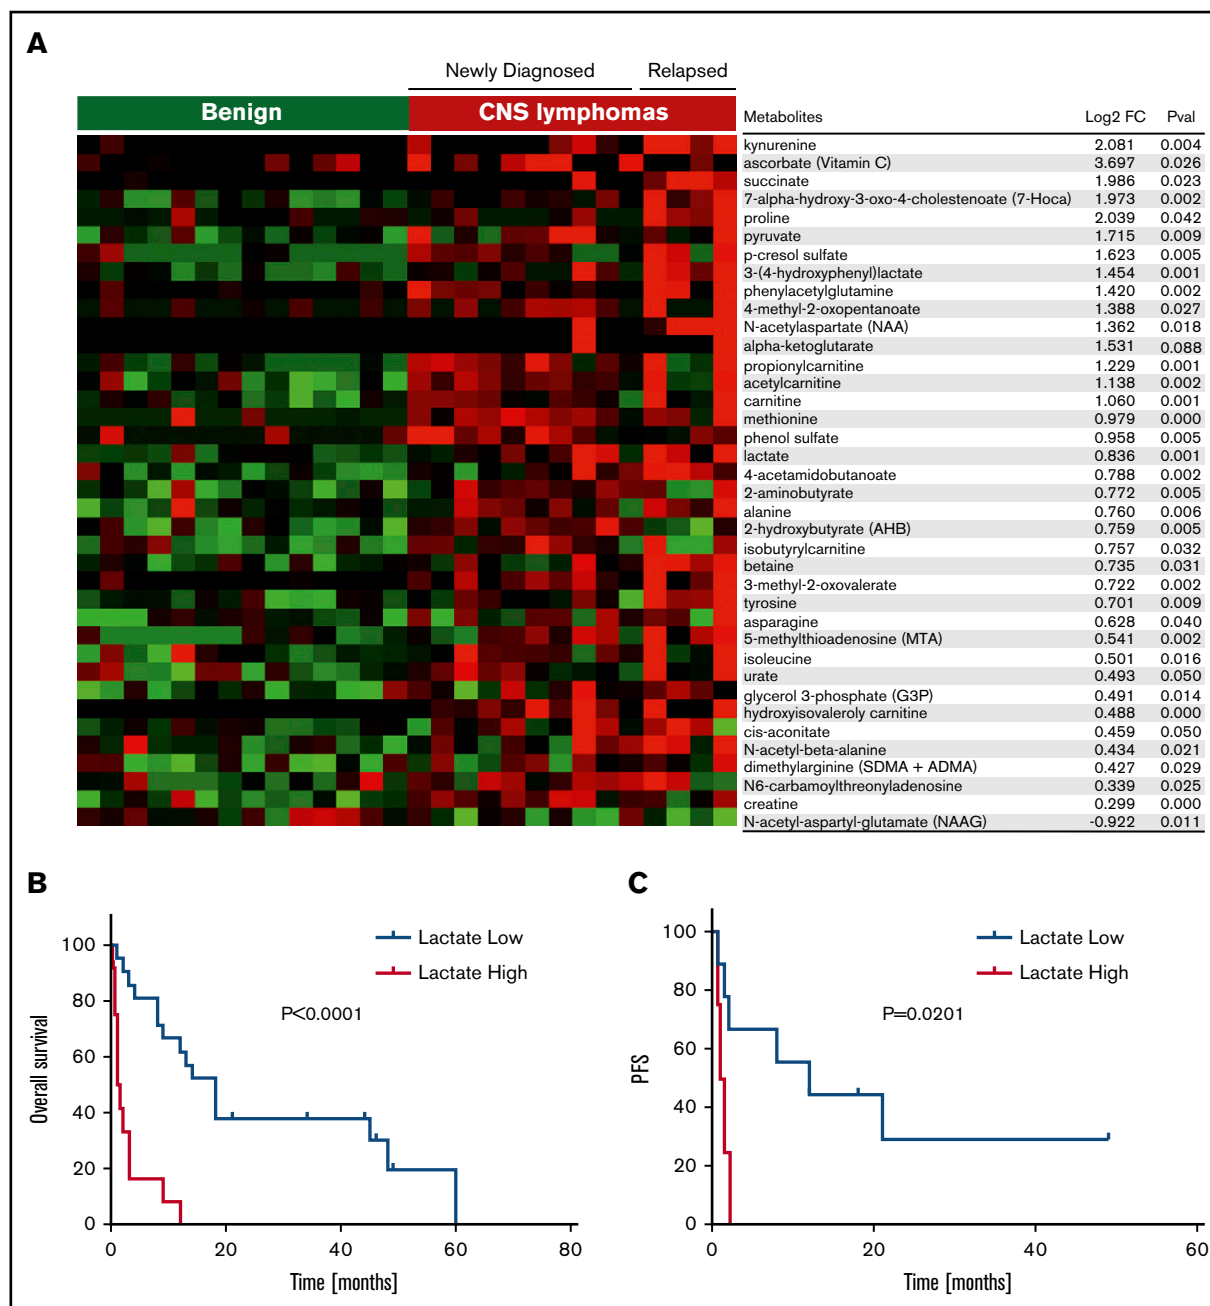 A
Newly Diagnosed Relapsed
Benign CNS lymphomas
Metabolites Log2 FC Pval
kynurenine 2.081 0.004
ascorbate (Vitamin C) 3.697 0.026
succinate 1.986 0.023
7-alpha-hydroxy-3-oxo-4-cholestenoate (7-Hoca) 1.973 0.002
proline 2.039 0.042
pyruvate 1.715 0.009
p-cresol sulfate 1.623 0.005
3-(4-hydroxyphenyl)lactate 1.454 0.001
phenylacetylglutamine 1.420 0.002
4-methyl-2-oxopentanoate 1.388 0.027
N-acetylaspartate (NAA) 1.362 0.018
alpha-ketoglutarate 1.531 0.088
propionylcarnitine 1.229 0.001
acetylcarnitine 1.138 0.002
carnitine 1.060 0.001
methionine 0.979 0.000
phenol sulfate 0.958 0.005
lactate 0.836 0.001
4-acetamidobutanoate 0.788 0.002
2-aminobutyrate 0.772 0.005
alanine 0.760 0.006
2-hydroxybutyrate (AHB) 0.759 0.005
isobutyrylcarnitine 0.757 0.032
betaine 0.735 0.031
3-methyl-2-oxovalerate 0.722 0.002
tyrosine 0.701 0.009
asparagine 0.628 0.040
5-methylthioadenosine (MTA) 0.541 0.002
isoleucine 0.501 0.016
urate 0.493 0.050
glycerol 3-phosphate (G3P) 0.491 0.014
hydroxyisovaleroly carnitine 0.488 0.000
cis-aconitate 0.459 0.050
N-acetyl-beta-alanine 0.434 0.021
dimethylarginine (SDMA + ADMA) 0.427 0.029
N6-carbamoylthreonyladenosine 0.339 0.025
creatine 0.299 0.000
N-acetyl-aspartyl-glutamate (NAAG) -0.922 0.011
B
Overall survival
100
80
60
40
20
0
0 20 40 60 80
Time [months]
Lactate Low
Lactate High
P<0.0001
C
PFS
100
80
60
40
20
0
0 20 40 60
Time [months]
Lactate Low
Lactate High
P=0.0201